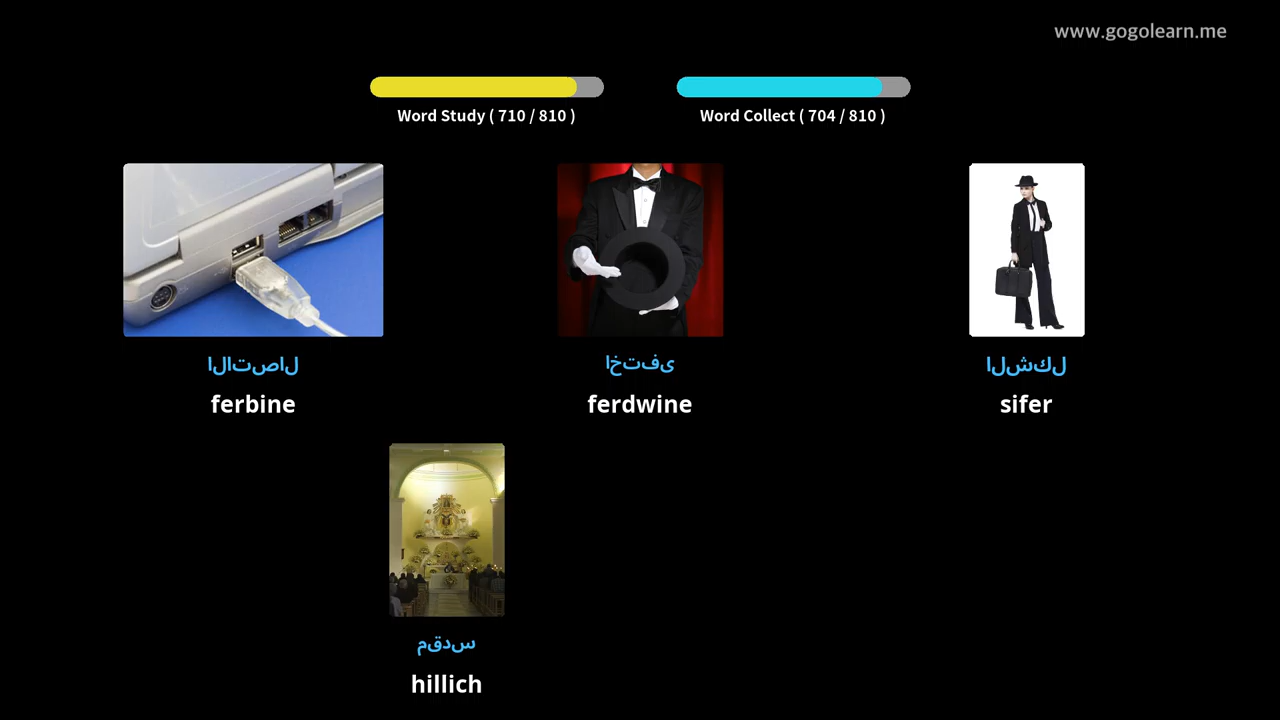 www.gogolearn.me
Word Study ( 710 / 810 )
Word Collect ( 704 / 810 )
الاتصال
ferbine
اختفى
ferdwine
الشكل
sifer
مقدس
hillich